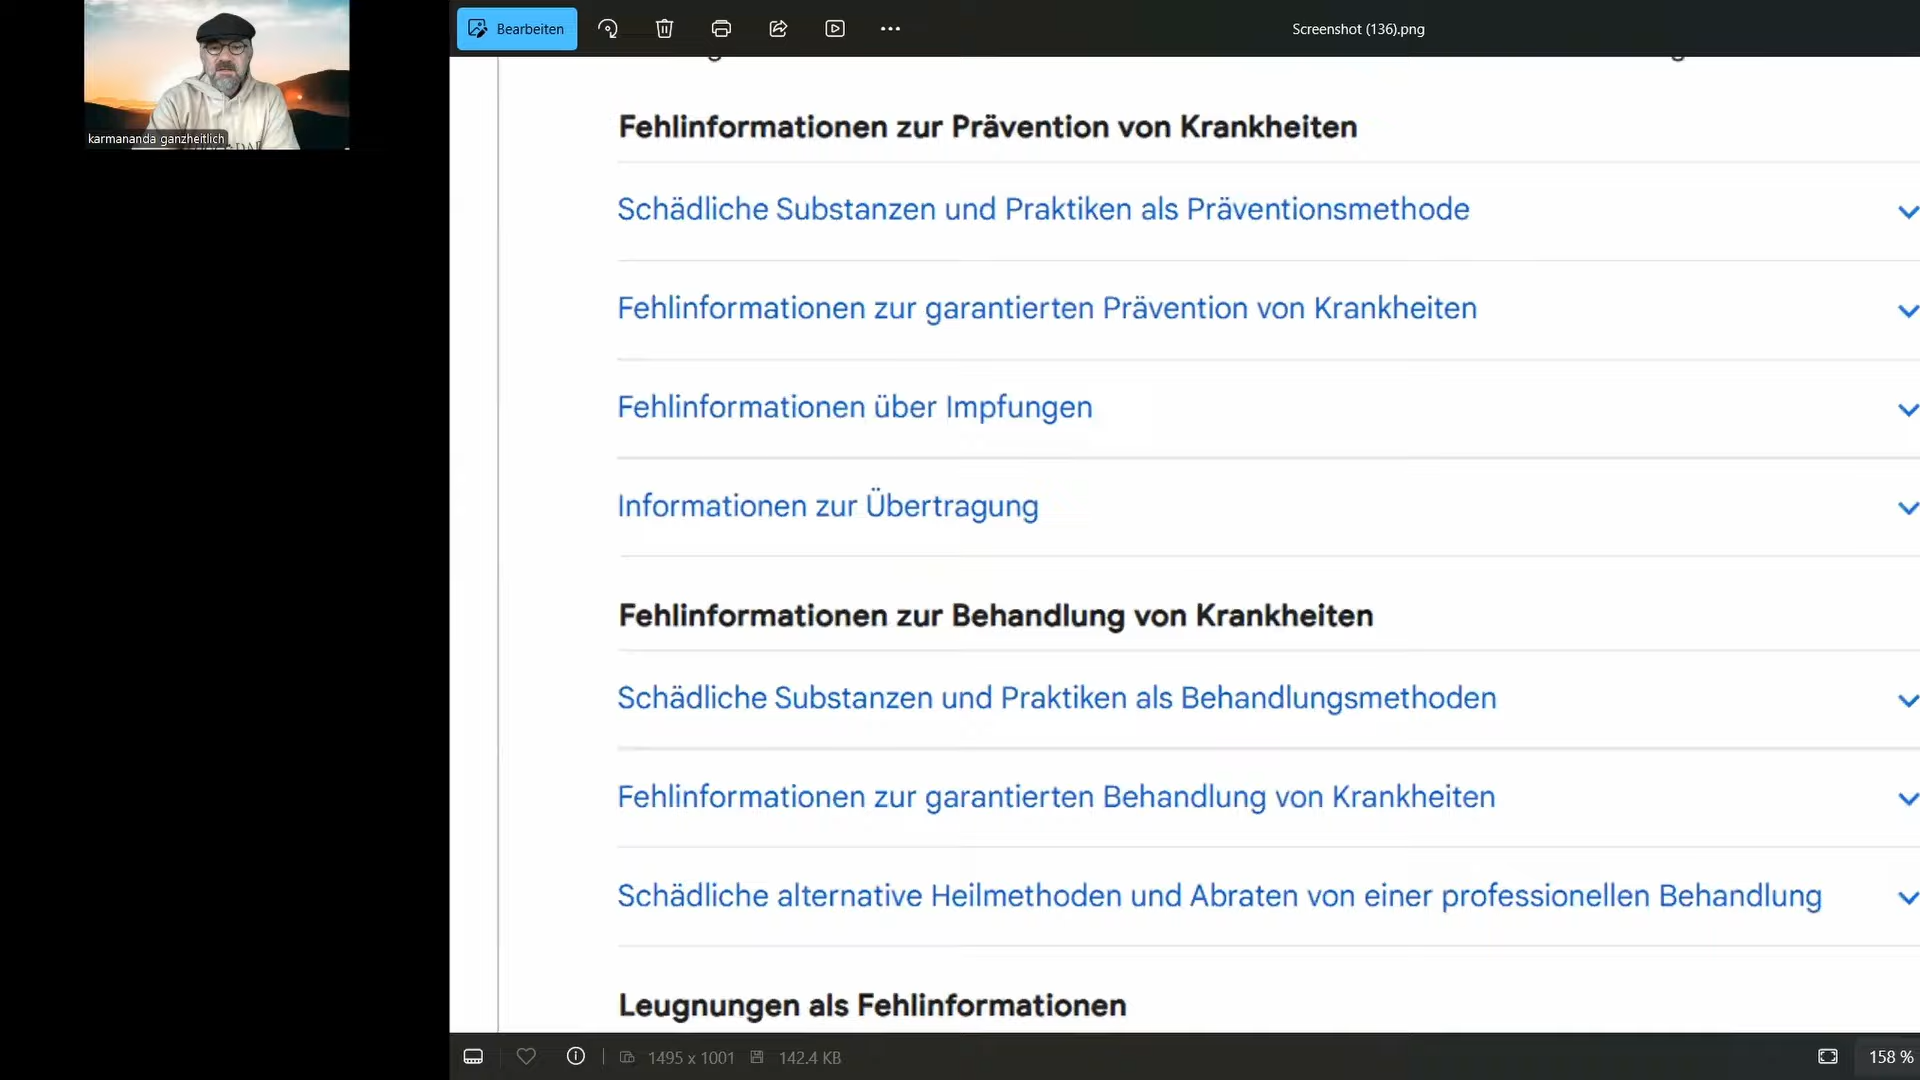 Bearbeiten
Screenshot (136).png
karmananda ganzheitlich
Fehlinformationen zur Prävention von Krankheiten
Schädliche Substanzen und Praktiken als Präventionsmethode
Fehlinformationen zur garantierten Prävention von Krankheiten
Fehlinformationen über Impfungen
Informationen zur Übertragung
Fehlinformationen zur Behandlung von Krankheiten
Schädliche Substanzen und Praktiken als Behandlungsmethoden
Fehlinformationen zur garantierten Behandlung von Krankheiten
Schädliche alternative Heilmethoden und Abraten von einer professionellen Behandlung
Leugnungen als Fehlinformationen
1495 x 1001 142.4 KB 158 %